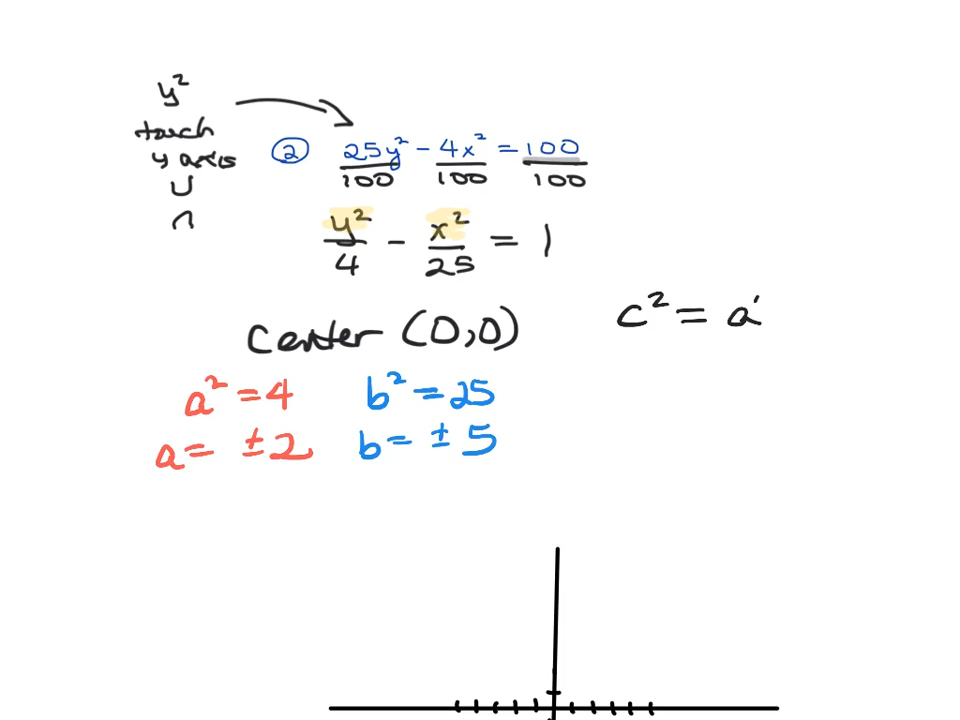 y²
touch
y axis
∪
∩
② 25y²/100 − 4x²/100 = 100/100
y²/4 − x²/25 = 1
Center (0,0)
c² = a
a² = 4 b² = 25
a = ±2 b = ±5